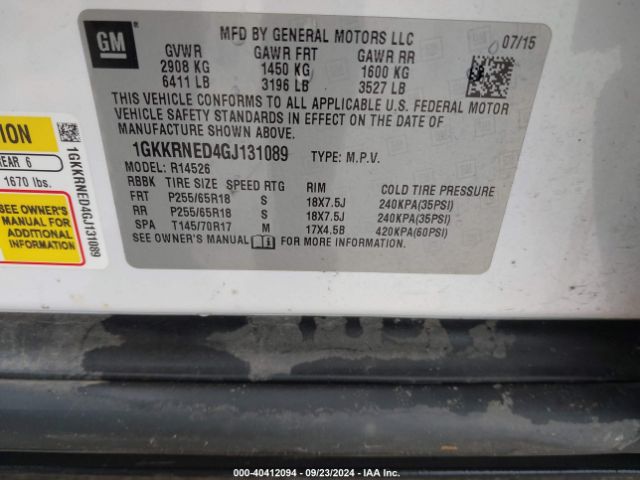 GM
MFD BY GENERAL MOTORS LLC
07/15
GVWR GAWR FRT GAWR RR
2908 KG 1450 KG 1600 KG
6411 LB 3196 LB 3527 LB
THIS VEHICLE CONFORMS TO ALL APPLICABLE U.S. FEDERAL MOTOR
VEHICLE SAFETY STANDARDS IN EFFECT ON THE DATE OF
MANUFACTURE SHOWN ABOVE.
1GKKRNED4GJ131089 TYPE: M.P.V.
MODEL: R14526
RBBK TIRE SIZE SPEED RTG RIM COLD TIRE PRESSURE
FRT P255/65R18 S 18X7.5J 240KPA(35PSI)
RR P255/65R18 S 18X7.5J 240KPA(35PSI)
SPA T145/70R17 M 17X4.5B 420KPA(60PSI)
SEE OWNER'S MANUAL FOR MORE INFORMATION.
TION
EAR 6
1670 lbs.
SEE OWNER'S
MANUAL FOR
ADDITIONAL
INFORMATION
1GKKRNED4GJ131089
000-40412094 - 09/23/2024 - IAA Inc.